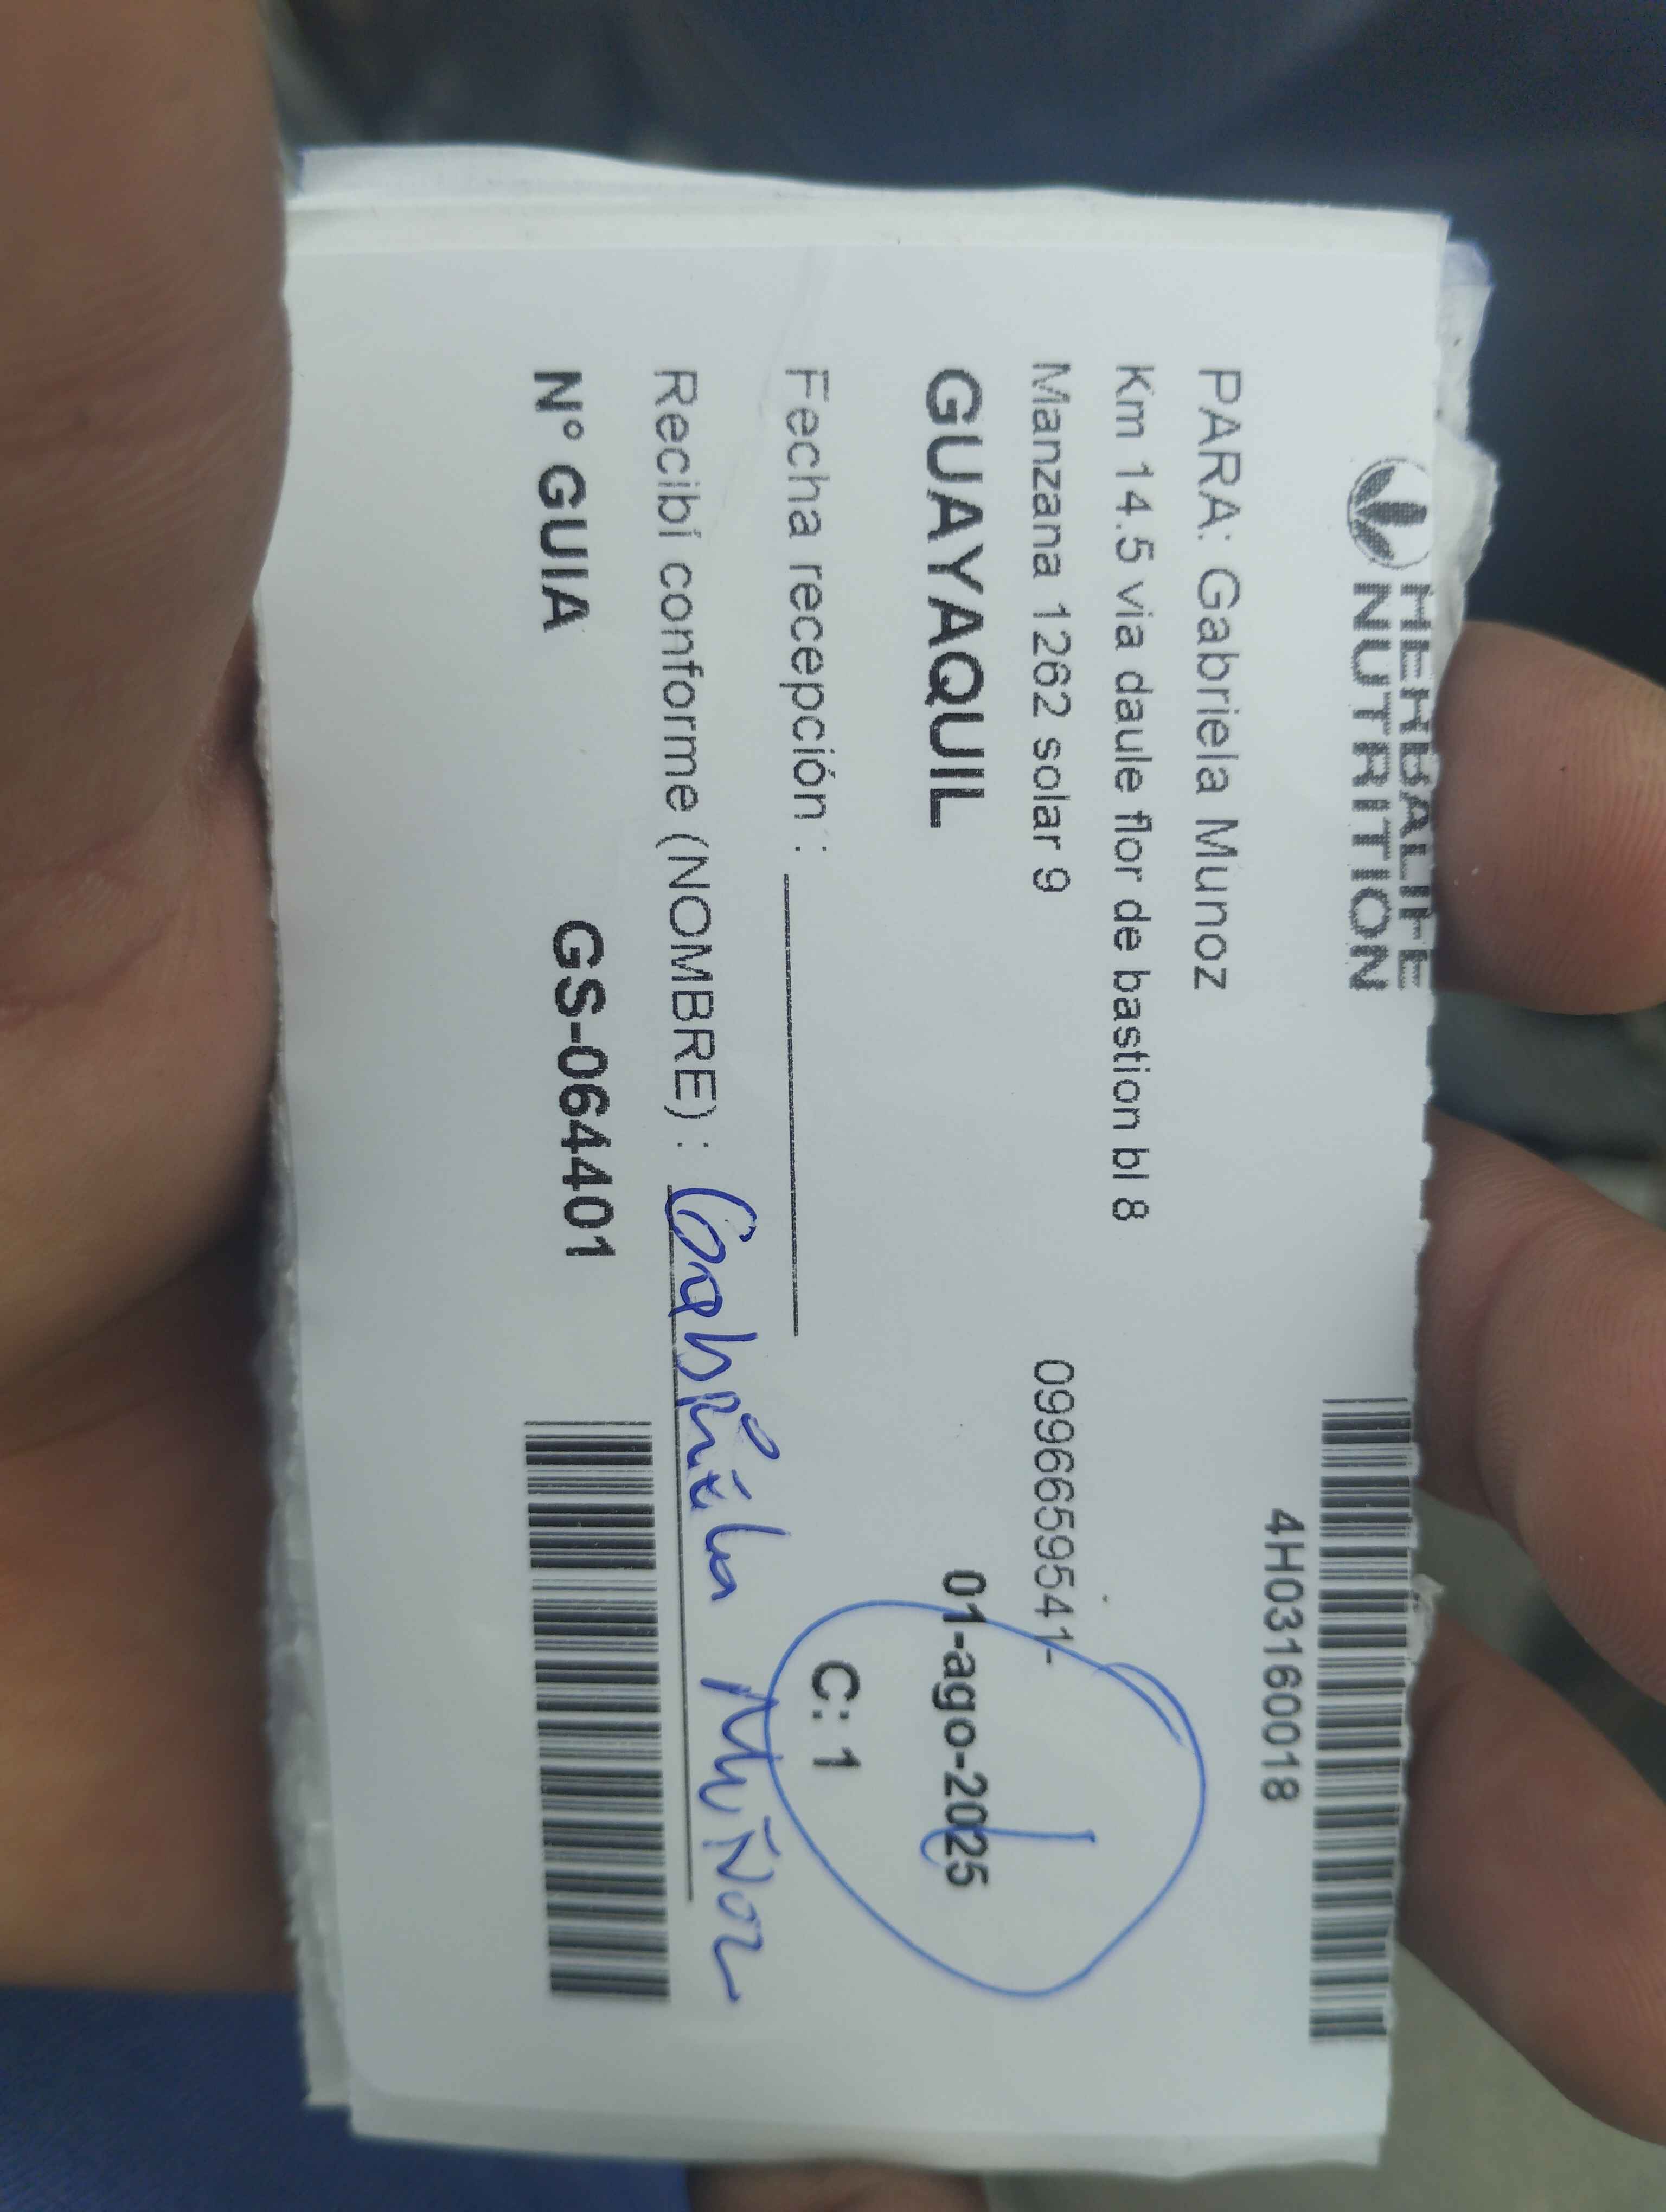 HERBALIFE
NUTRITION
4H03160018
PARA: Gabriela Munoz
Km 14.5 via daule flor de bastion bl 8
Manzana 1262 solar 9 0996659541-
GUAYAQUIL 01-ago-2025
Fecha recepción : C: 1
Recibí conforme (NOMBRE) : Gabriela Muñoz
N° GUIA GS-064401